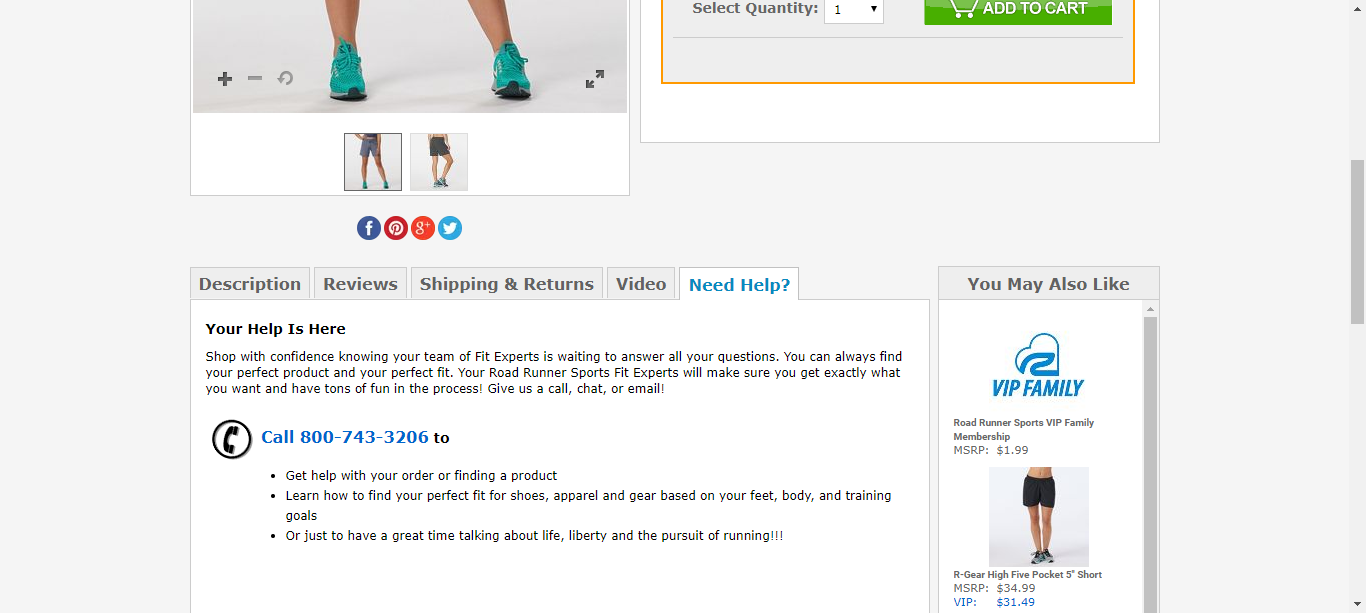 Select Quantity: 1
ADD TO CART
f g+
Description Reviews Shipping & Returns Video Need Help?
You May Also Like
Your Help Is Here
Shop with confidence knowing your team of Fit Experts is waiting to answer all your questions. You can always find
your perfect product and your perfect fit. Your Road Runner Sports Fit Experts will make sure you get exactly what
you want and have tons of fun in the process! Give us a call, chat, or email!
Call 800-743-3206 to
• Get help with your order or finding a product
• Learn how to find your perfect fit for shoes, apparel and gear based on your feet, body, and training
goals
• Or just to have a great time talking about life, liberty and the pursuit of running!!!
VIP FAMILY
Road Runner Sports VIP Family
Membership
MSRP: $1.99
R-Gear High Five Pocket 5" Short
MSRP: $34.99
VIP: $31.49